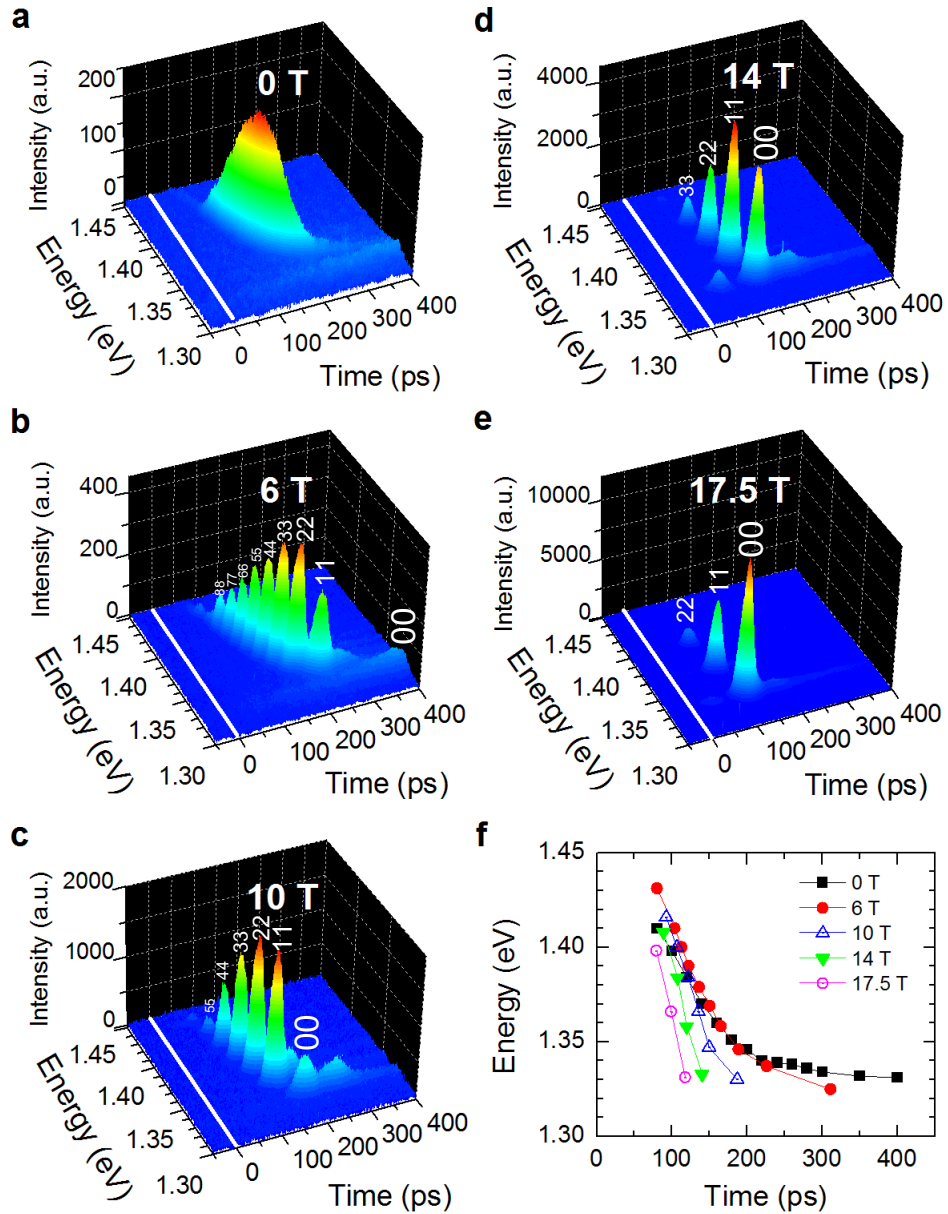 a
0 T
Intensity (a.u.)
200
100
0
1.45
1.40
1.35
1.30
Energy (eV)
0
100
200
300
400
Time (ps)
b
6 T
Intensity (a.u.)
400
200
0
88
77
66
55
44
33
22
11
00
1.45
1.40
1.35
1.30
Energy (eV)
0
100
200
300
400
Time (ps)
c
10 T
Intensity (a.u.)
2000
1000
0
55
44
33
22
11
00
1.45
1.40
1.35
1.30
Energy (eV)
0
100
200
300
400
Time (ps)
d
14 T
Intensity (a.u.)
4000
2000
0
33
22
11
00
1.45
1.40
1.35
1.30
Energy (eV)
0
100
200
300
400
Time (ps)
e
17.5 T
Intensity (a.u.)
10000
5000
0
22
11
00
1.45
1.40
1.35
1.30
Energy (eV)
0
100
200
300
400
Time (ps)
f
1.45
1.40
1.35
1.30
Energy (eV)
0 T
6 T
10 T
14 T
17.5 T
0
100
200
300
400
Time (ps)